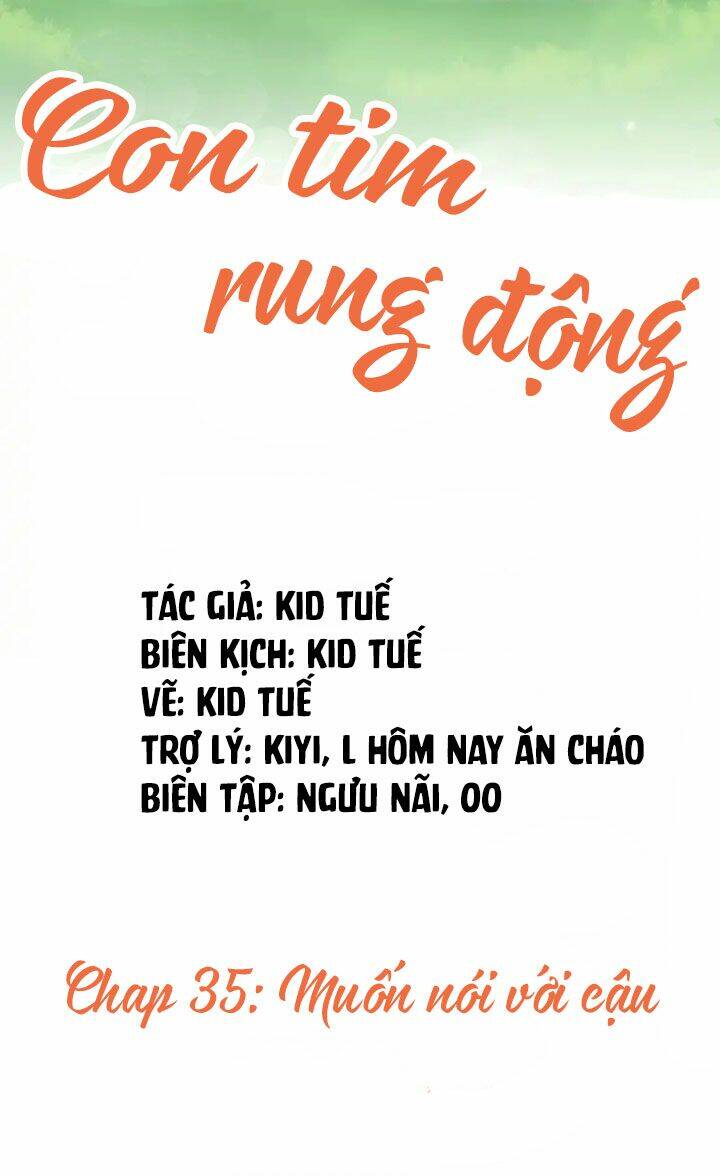 Con tim
rung động
TÁC GIẢ: KID TUẾ
BIÊN KỊCH: KID TUẾ
VẼ: KID TUẾ
TRỢ LÝ: KIYI, L HÔM NAY ĂN CHÁO
BIÊN TẬP: NGƯU NÃI, OO
Chap 35: Muốn nói với cậu